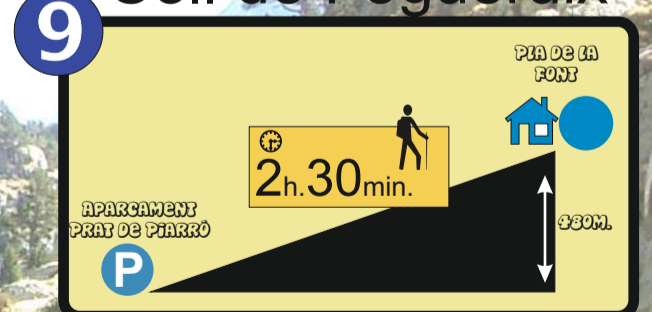 9
PLA DE LA
FONT
2h.30min.
APARCAMENT
PRAT DE PIARRÓ
P
480M.